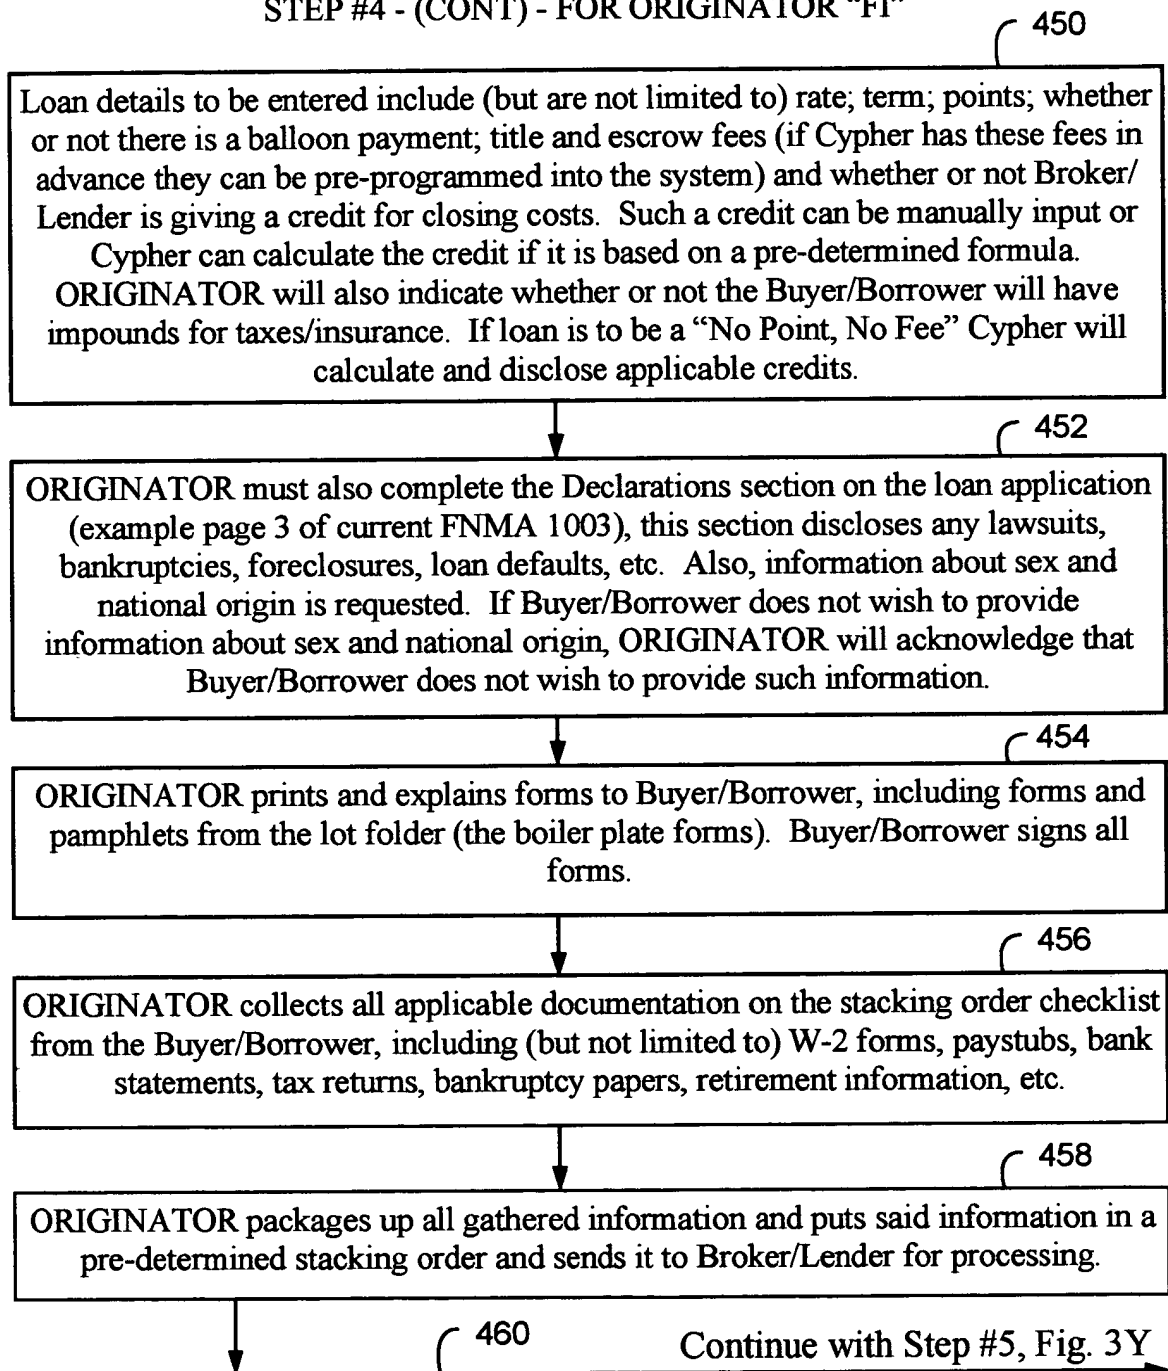 STEP #4 - (CONT) - FOR ORIGINATOR "FI"
450
Loan details to be entered include (but are not limited to) rate; term; points; whether
or not there is a balloon payment; title and escrow fees (if Cypher has these fees in
advance they can be pre-programmed into the system) and whether or not Broker/
Lender is giving a credit for closing costs. Such a credit can be manually input or
Cypher can calculate the credit if it is based on a pre-determined formula.
ORIGINATOR will also indicate whether or not the Buyer/Borrower will have
impounds for taxes/insurance. If loan is to be a "No Point, No Fee" Cypher will
calculate and disclose applicable credits.
452
ORIGINATOR must also complete the Declarations section on the loan application
(example page 3 of current FNMA 1003), this section discloses any lawsuits,
bankruptcies, foreclosures, loan defaults, etc. Also, information about sex and
national origin is requested. If Buyer/Borrower does not wish to provide
information about sex and national origin, ORIGINATOR will acknowledge that
Buyer/Borrower does not wish to provide such information.
454
ORIGINATOR prints and explains forms to Buyer/Borrower, including forms and
pamphlets from the lot folder (the boiler plate forms). Buyer/Borrower signs all
forms.
456
ORIGINATOR collects all applicable documentation on the stacking order checklist
from the Buyer/Borrower, including (but not limited to) W-2 forms, paystubs, bank
statements, tax returns, bankruptcy papers, retirement information, etc.
458
ORIGINATOR packages up all gathered information and puts said information in a
pre-determined stacking order and sends it to Broker/Lender for processing.
460
Continue with Step #5, Fig. 3Y